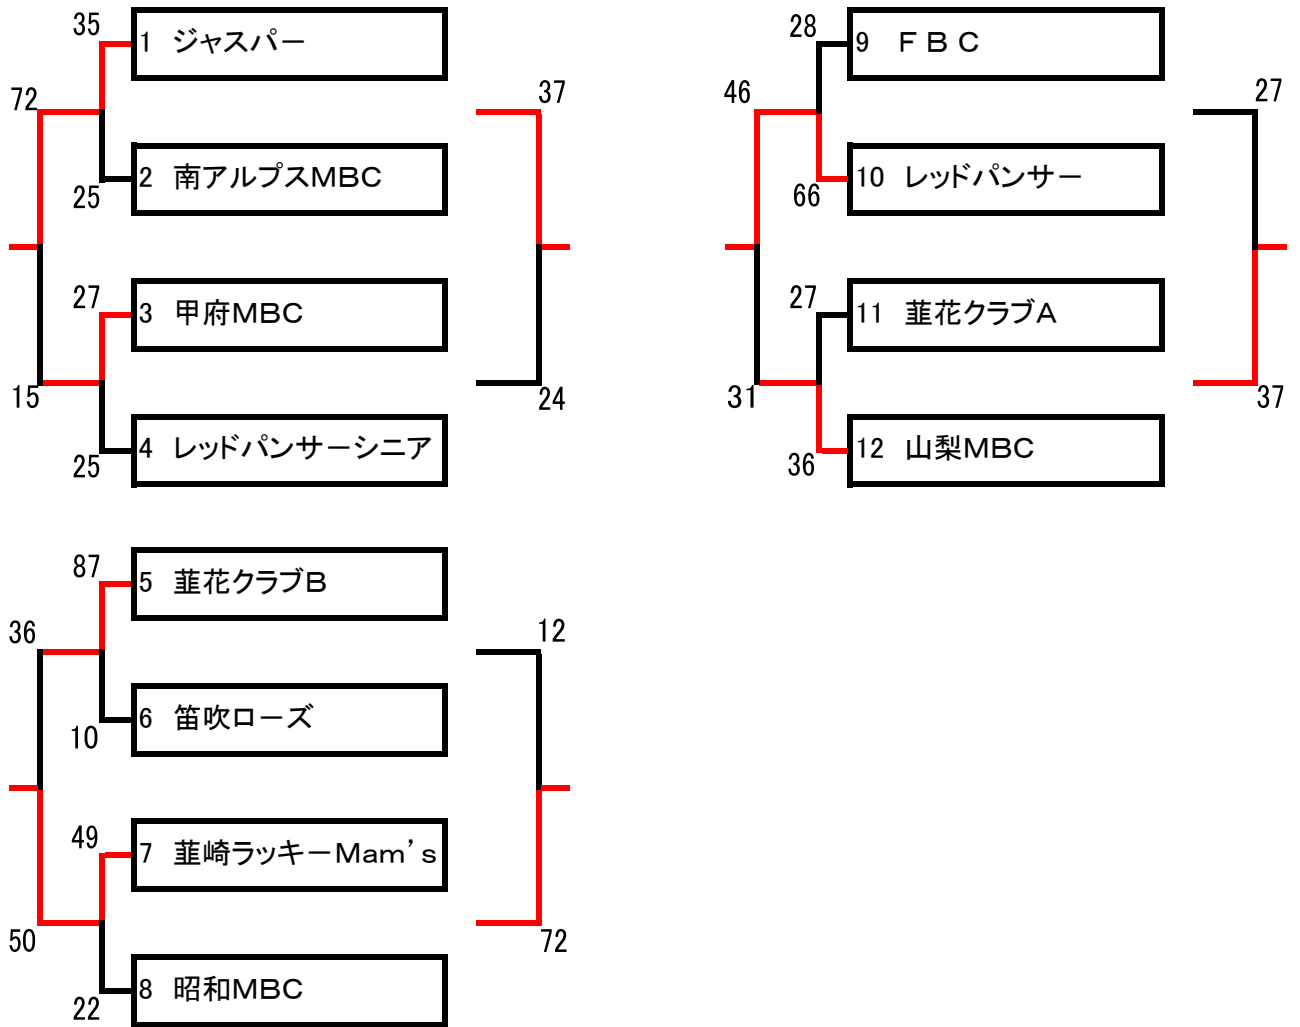 35
1 ジャスパー
72
37
25
2 南アルプスMBC
27
3 甲府MBC
15
24
25
4 レッドパンサーシニア
87
5 韮花クラブB
36
12
10
6 笛吹ローズ
49
7 韮崎ラッキーMam's
50
72
22
8 昭和MBC
28
9 FBC
46
27
66
10 レッドパンサー
27
11 韮花クラブA
31
37
36
12 山梨MBC